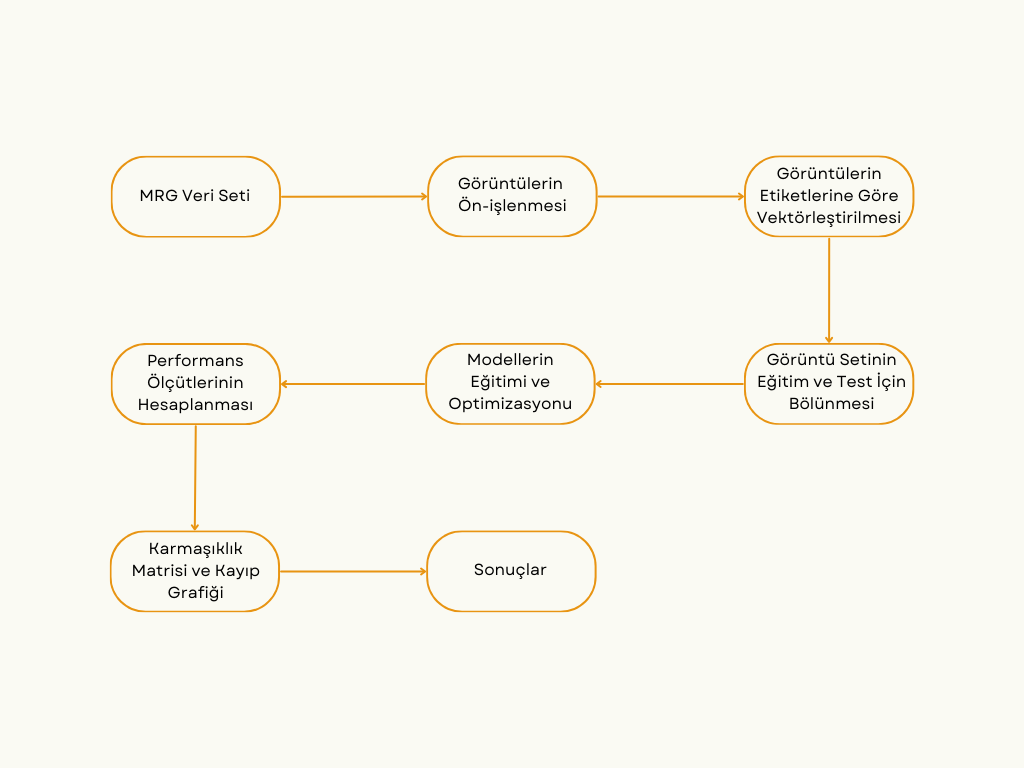 MRG Veri Seti
Görüntülerin
Ön-işlenmesi
Görüntülerin
Etiketlerine Göre
Vektörleştirilmesi
Görüntü Setinin
Eğitim ve Test İçin
Bölünmesi
Modellerin
Eğitimi ve
Optimizasyonu
Performans
Ölçütlerinin
Hesaplanması
Karmaşıklık
Matrisi ve Kayıp
Grafiği
Sonuçlar